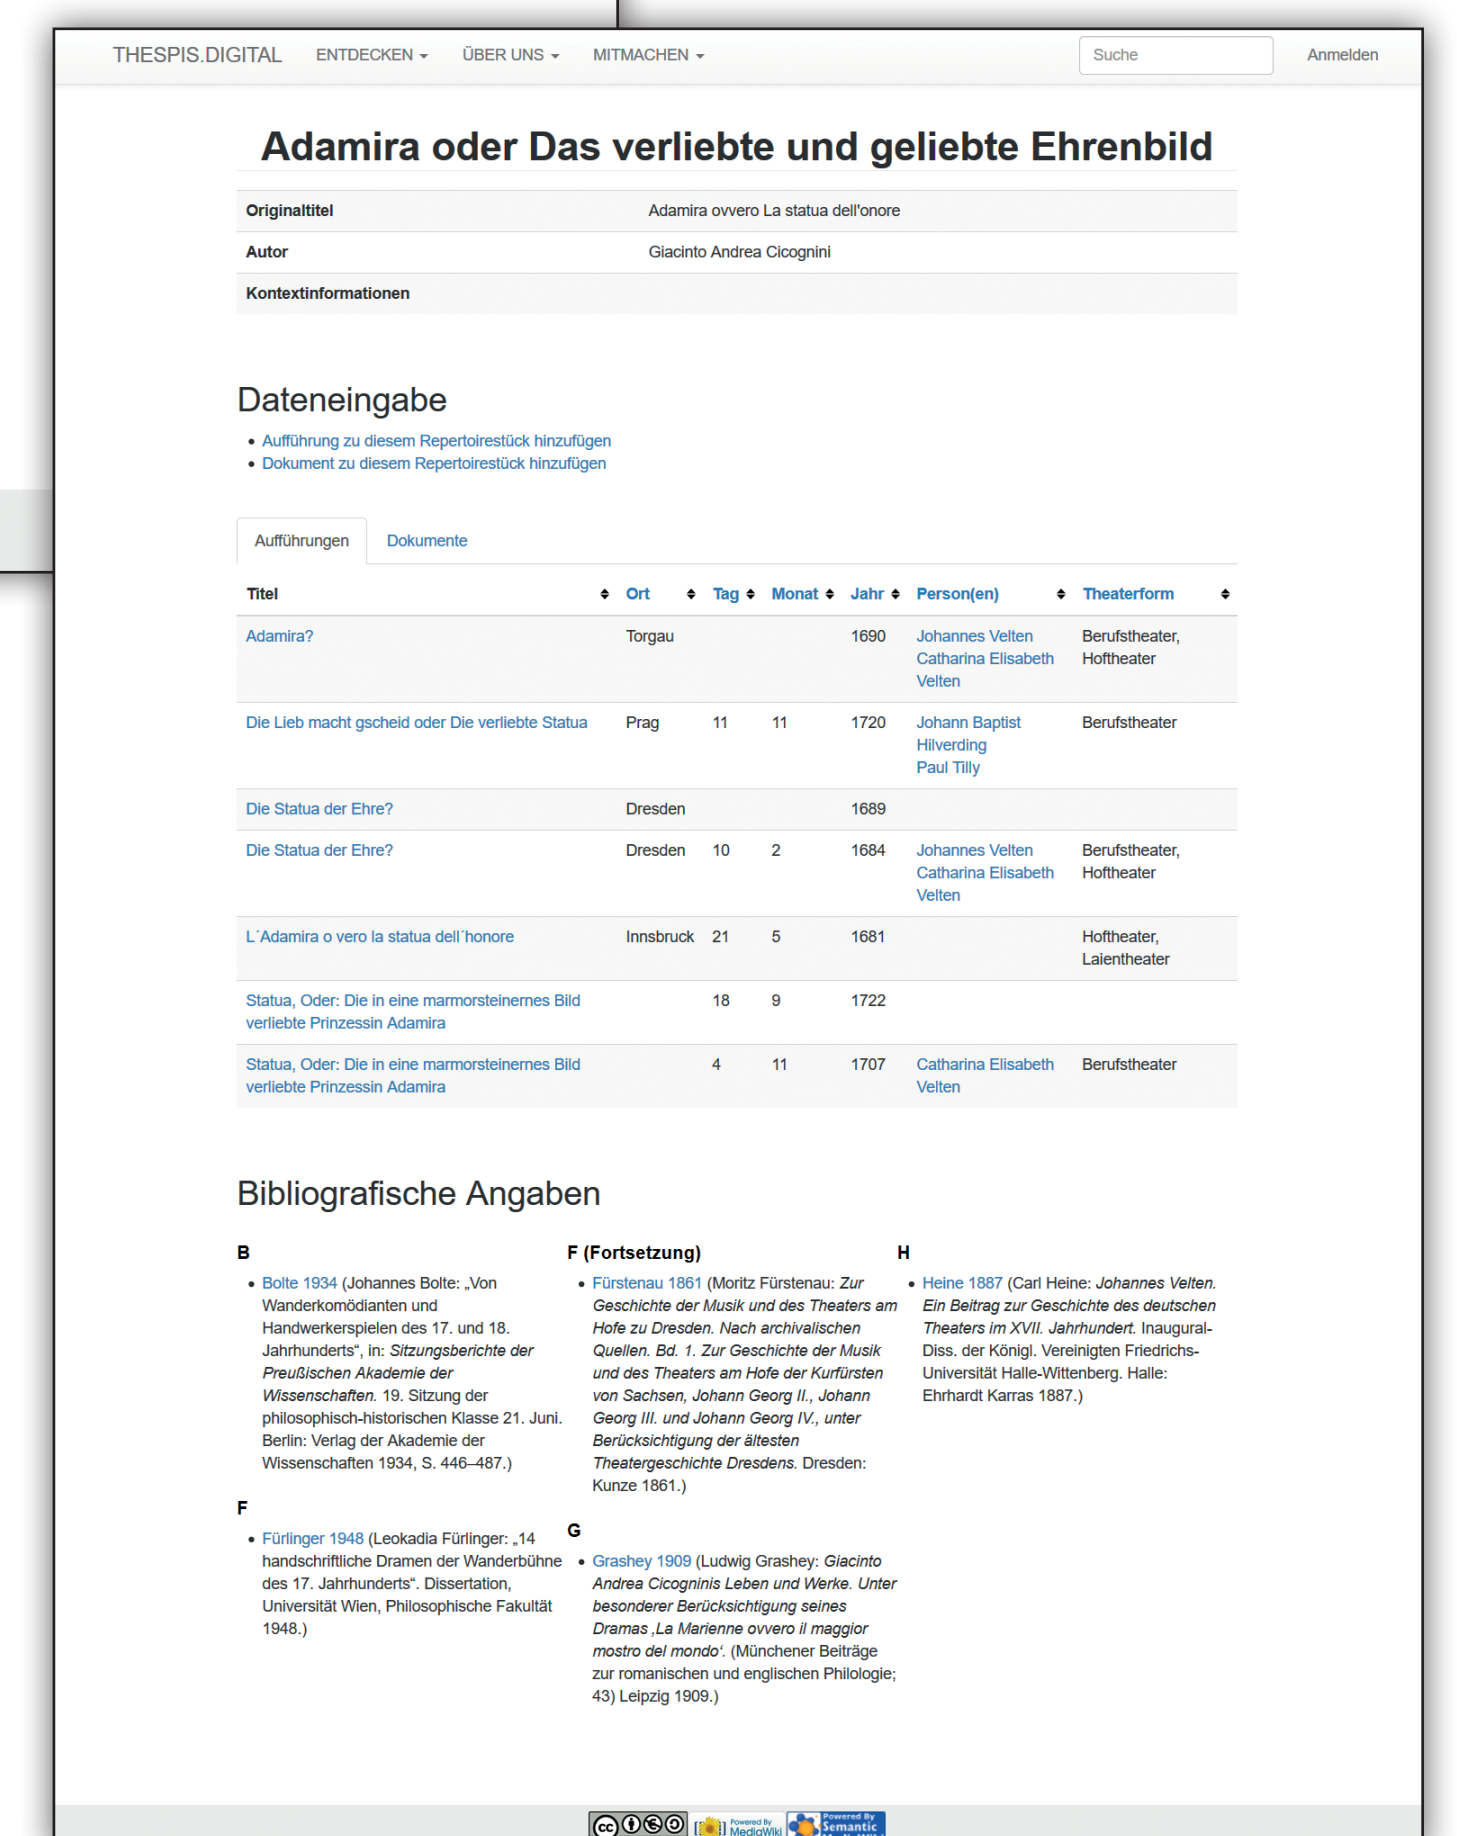 THESPIS.DIGITAL ENTDECKEN ÜBER UNS MITMACHEN Suche Anmelden
Adamira oder Das verliebte und geliebte Ehrenbild
Originaltitel Adamira ovvero La statua dell'onore
Autor Giacinto Andrea Cicognini
Kontextinformationen
Dateneingabe
• Aufführung zu diesem Repertoirestück hinzufügen
• Dokument zu diesem Repertoirestück hinzufügen
Aufführungen Dokumente
Titel Ort Tag Monat Jahr Person(en) Theaterform
Adamira? Torgau 1690 Johannes Velten Berufstheater,
Catharina Elisabeth Hoftheater
Velten
Die Lieb macht gscheid oder Die verliebte Statua Prag 11 11 1720 Johann Baptist Berufstheater
Hilverding
Paul Tilly
Die Statua der Ehre? Dresden 1689
Die Statua der Ehre? Dresden 10 2 1684 Johannes Velten Berufstheater,
Catharina Elisabeth Hoftheater
Velten
L´Adamira o vero la statua dell´honore Innsbruck 21 5 1681 Hoftheater,
Laientheater
Statua, Oder: Die in eine marmorsteinernes Bild 18 9 1722
verliebte Prinzessin Adamira
Statua, Oder: Die in eine marmorsteinernes Bild 4 11 1707 Catharina Elisabeth Berufstheater
verliebte Prinzessin Adamira Velten
Bibliografische Angaben
B
• Bolte 1934 (Johannes Bolte: „Von
Wanderkomödianten und
Handwerkerspielen des 17. und 18.
Jahrhunderts“, in: Sitzungsberichte der
Preußischen Akademie der
Wissenschaften. 19. Sitzung der
philosophisch-historischen Klasse 21. Juni.
Berlin: Verlag der Akademie der
Wissenschaften 1934, S. 446–487.)
F
• Fürlinger 1948 (Leokadia Fürlinger: „14
handschriftliche Dramen der Wanderbühne
des 17. Jahrhunderts“. Dissertation,
Universität Wien, Philosophische Fakultät
1948.)
F (Fortsetzung)
• Fürstenau 1861 (Moritz Fürstenau: Zur
Geschichte der Musik und des Theaters am
Hofe zu Dresden. Nach archivalischen
Quellen. Bd. 1. Zur Geschichte der Musik
und des Theaters am Hofe der Kurfürsten
von Sachsen, Johann Georg II., Johann
Georg III. und Johann Georg IV., unter
Berücksichtigung der ältesten
Theatergeschichte Dresdens. Dresden:
Kunze 1861.)
G
• Grashey 1909 (Ludwig Grashey: Giacinto
Andrea Cicogninis Leben und Werke. Unter
besonderer Berücksichtigung seines
Dramas ‚La Marienne ovvero il maggior
mostro del mondo‘. (Münchener Beiträge
zur romanischen und englischen Philologie;
43) Leipzig 1909.)
H
• Heine 1887 (Carl Heine: Johannes Velten.
Ein Beitrag zur Geschichte des deutschen
Theaters im XVII. Jahrhundert. Inaugural-
Diss. der Königl. Vereinigten Friedrichs-
Universität Halle-Wittenberg. Halle:
Ehrhardt Karras 1887.)
cc Powered By
MediaWiki
Powered By
Semantic